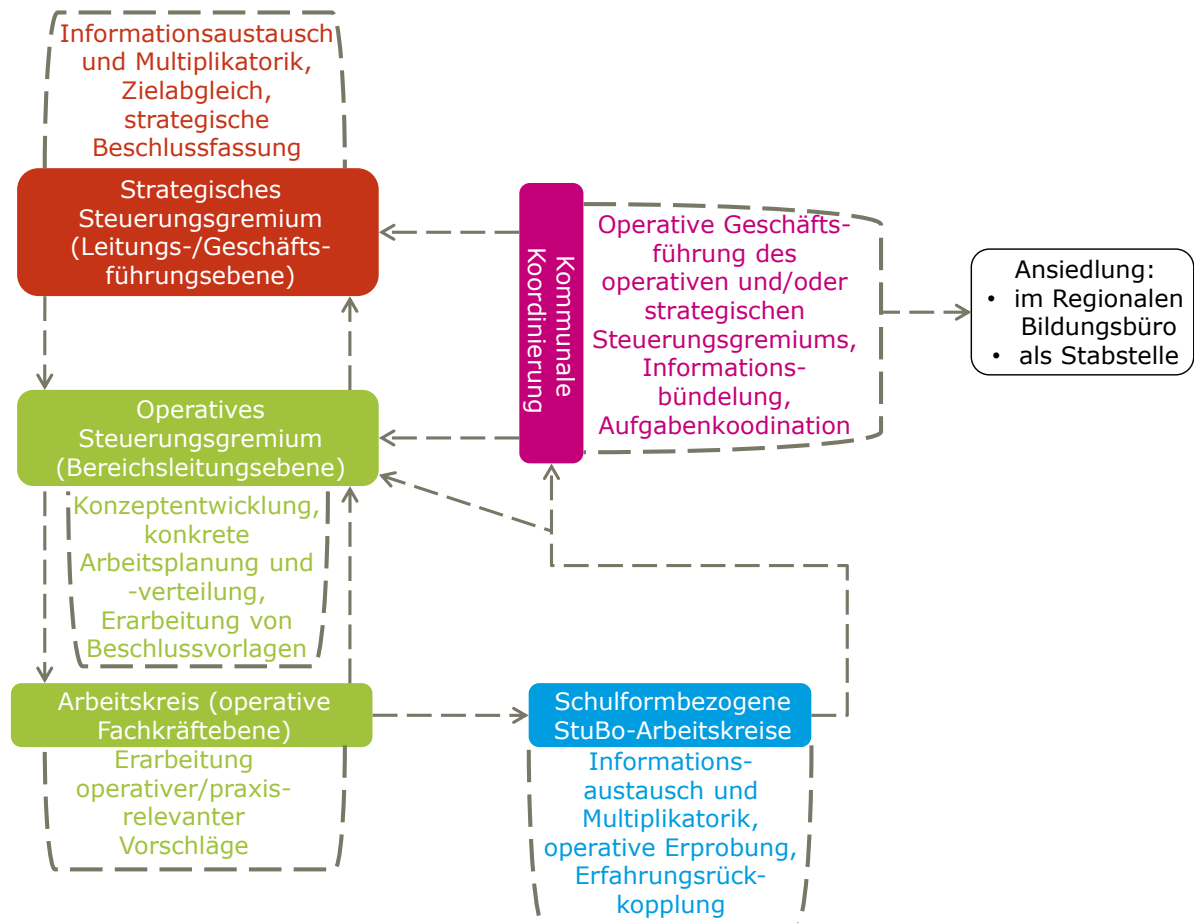 Informationsaustausch
und Multiplikatorik,
Zielabgleich,
strategische
Beschlussfassung
Strategisches
Steuerungsgremium
(Leitungs-/Geschäfts-
führungsebene)
Kommunale
Koordinierung
Operative Geschäfts-
führung des
operativen und/oder
strategischen
Steuerungsgremiums,
Informations-
bündelung,
Aufgabenkoodination
Ansiedlung:
• im Regionalen
Bildungsbüro
• als Stabstelle
Operatives
Steuerungsgremium
(Bereichsleitungsebene)
Konzeptentwicklung,
konkrete
Arbeitsplanung und
-verteilung,
Erarbeitung von
Beschlussvorlagen
Arbeitskreis (operative
Fachkräftebene)
Erarbeitung
operativer/praxis-
relevanter
Vorschläge
Schulformbezogene
StuBo-Arbeitskreise
Informations-
austausch und
Multiplikatorik,
operative Erprobung,
Erfahrungsrück-
kopplung